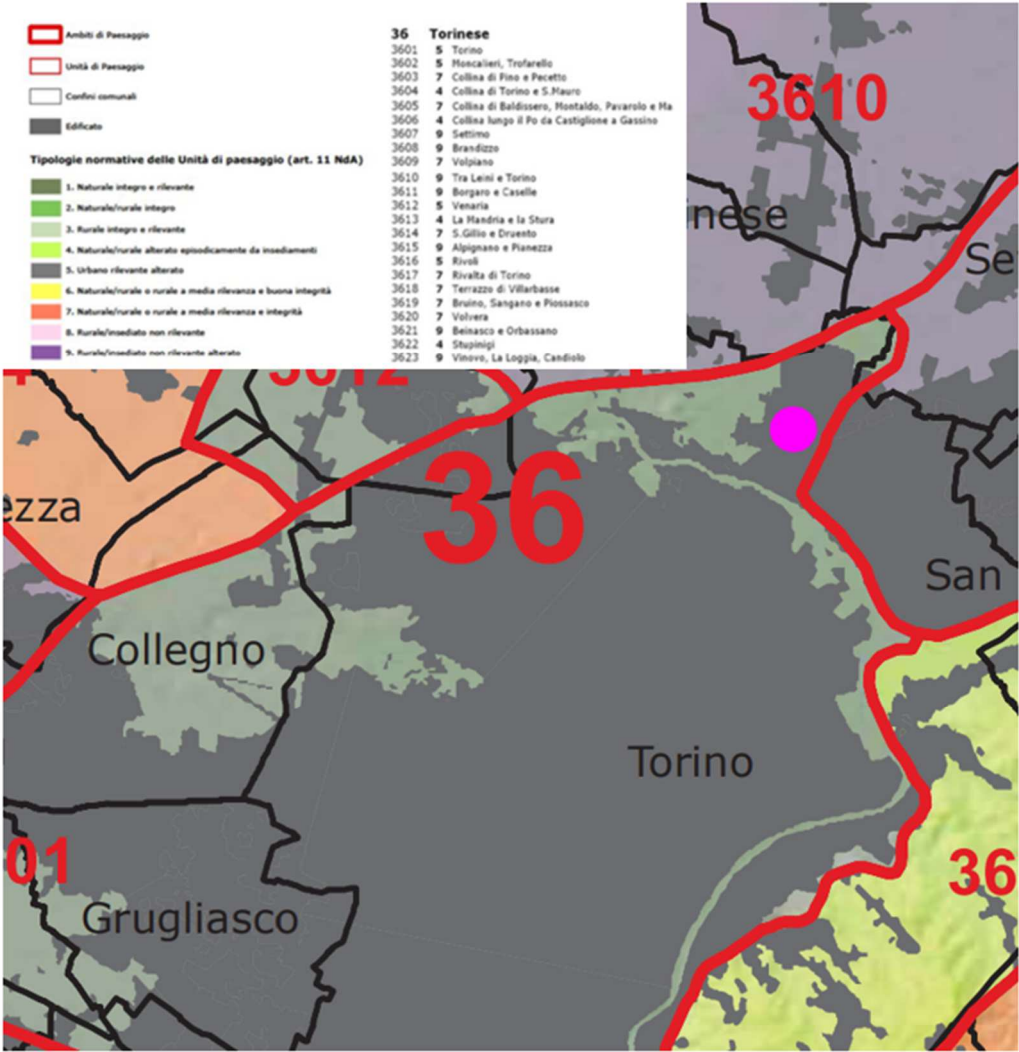 Ambiti di Paesaggio
Unità di Paesaggio
Confini comunali
Edificato
Tipologie normative delle Unità di paesaggio (art. 11 NdA)
1. Naturale integro e rilevante
2. Naturale/rurale integro
3. Rurale integro e rilevante
4. Naturale/rurale alterato episodicamente da insediamenti
5. Urbano rilevante alterato
6. Naturale/rurale o rurale a media rilevanza e buona integrità
7. Naturale/rurale o rurale a media rilevanza e integrità
8. Rurale/insediato non rilevante
9. Rurale/insediato non rilevante alterato
36 Torinese
3601 5 Torino
3602 5 Moncalieri, Trofarello
3603 7 Collina di Pino e Pecetto
3604 4 Collina di Torino e S.Mauro
3605 7 Collina di Baldissero, Montaldo, Pavarolo e Ma
3606 4 Collina lungo il Po da Castiglione a Gassino
3607 9 Settimo
3608 9 Brandizzo
3609 7 Volpiano
3610 9 Tra Leinì e Torino
3611 9 Borgaro e Caselle
3612 5 Venaria
3613 4 La Mandria e la Stura
3614 7 S.Gillio e Druento
3615 9 Alpignano e Pianezza
3616 5 Rivoli
3617 7 Rivalta di Torino
3618 7 Terrazzo di Villarbasse
3619 7 Bruino, Sangano e Piossasco
3620 7 Volvera
3621 9 Beinasco e Orbassano
3622 4 Stupinigi
3623 9 Vinovo, La Loggia, Candiolo
3610
nese
Se
4
3612
36
ezza
San
Collegno
Torino
01
36
Grugliasco